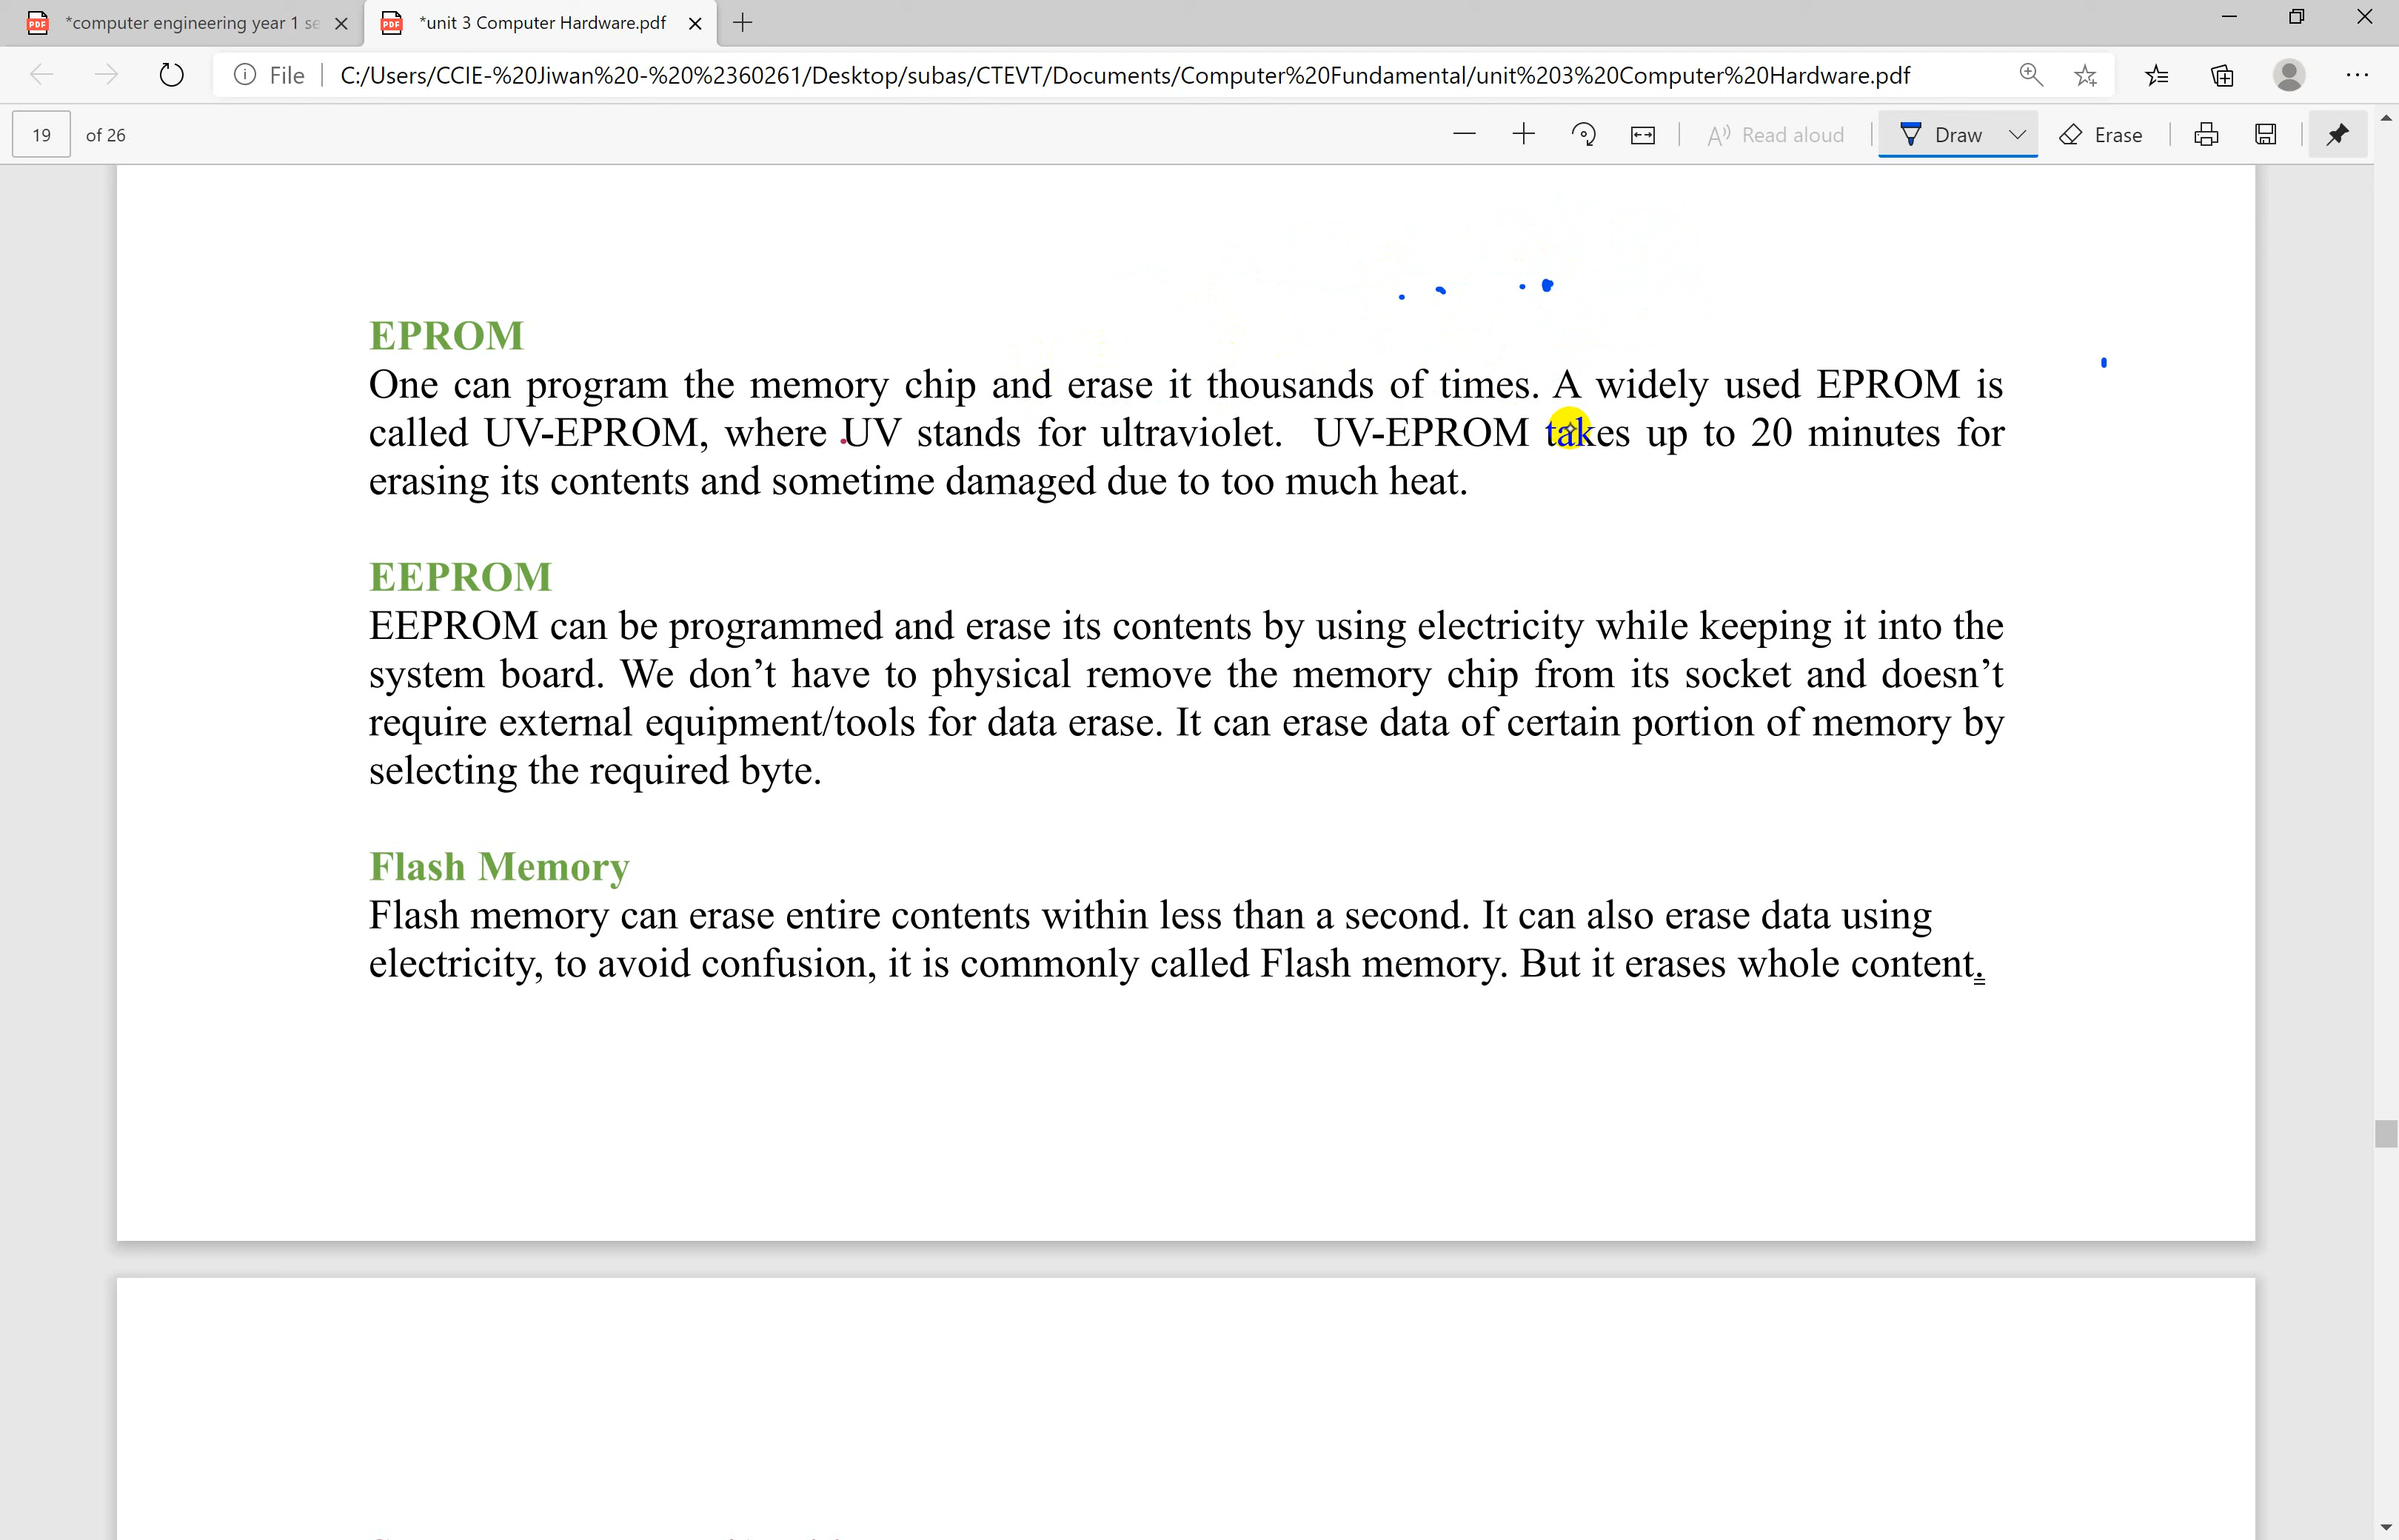 *computer engineering year 1 se
*unit 3 Computer Hardware.pdf
File
C:/Users/CCIE-%20Jiwan%20-%20%2360261/Desktop/subas/CTEVT/Documents/Computer%20Fundamental/unit%203%20Computer%20Hardware.pdf
19 of 26
Read aloud
Draw
Erase
EPROM
One can program the memory chip and erase it thousands of times. A widely used EPROM is
called UV-EPROM, where UV stands for ultraviolet. UV-EPROM takes up to 20 minutes for
erasing its contents and sometime damaged due to too much heat.
EEPROM
EEPROM can be programmed and erase its contents by using electricity while keeping it into the
system board. We don’t have to physical remove the memory chip from its socket and doesn’t
require external equipment/tools for data erase. It can erase data of certain portion of memory by
selecting the required byte.
Flash Memory
Flash memory can erase entire contents within less than a second. It can also erase data using
electricity, to avoid confusion, it is commonly called Flash memory. But it erases whole content.